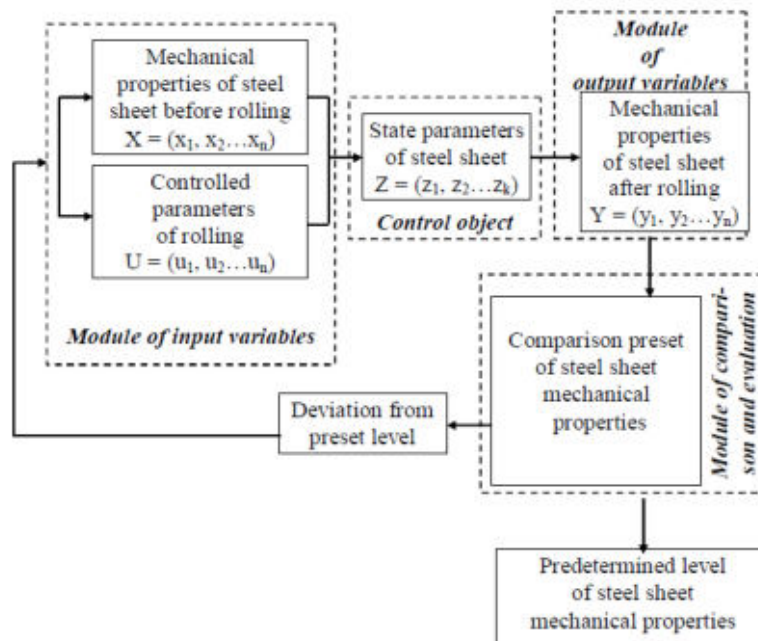 Mechanical
properties of steel
sheet before rolling
X = (x₁, x₂...xₙ)
Controlled
parameters
of rolling
U = (u₁, u₂...uₙ)
Module of input variables
State parameters
of steel sheet
Z = (z₁, z₂...zₖ)
Control object
Module
of
output variables
Mechanical
properties
of steel sheet
after rolling
Y = (y₁, y₂...yₙ)
Comparison preset
of steel sheet
mechanical
properties
Module of compari-
son and evaluation
Deviation from
preset level
Predetermined level
of steel sheet
mechanical properties